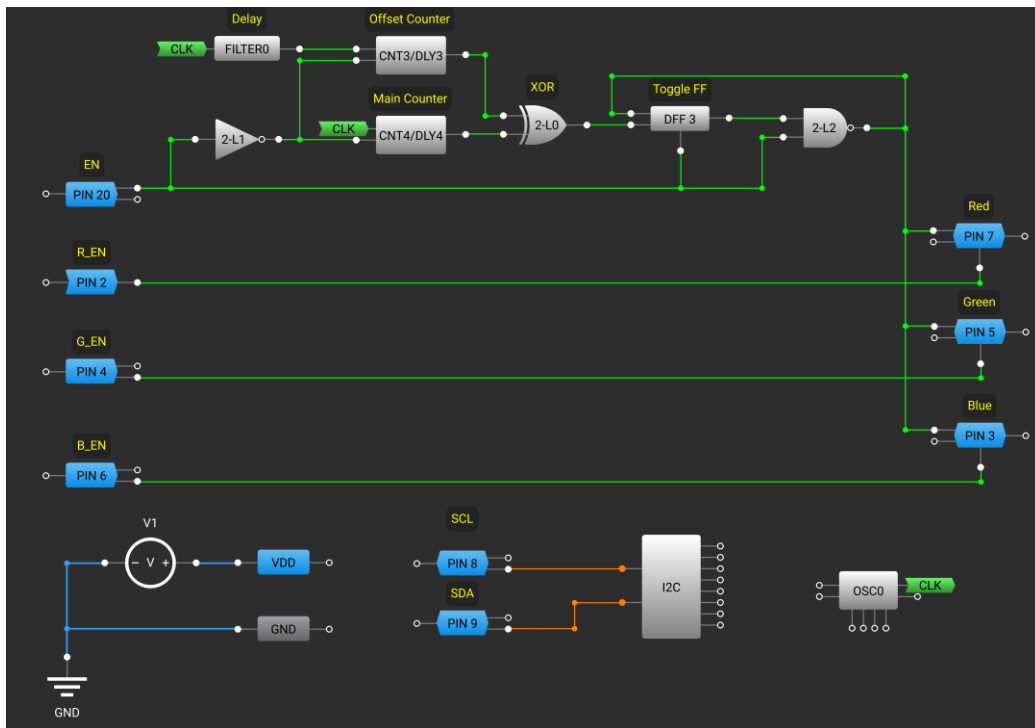 Delay
Offset Counter
CLK
FILTER0
CNT3/DLY3
Main Counter
XOR
Toggle FF
CLK
CNT4/DLY4
2-L1
2-L0
DFF 3
2-L2
EN
PIN 20
Red
PIN 7
R_EN
PIN 2
Green
PIN 5
G_EN
PIN 4
Blue
PIN 3
B_EN
PIN 6
V1
SCL
− V +
VDD
PIN 8
I2C
OSC0
CLK
SDA
PIN 9
GND
GND